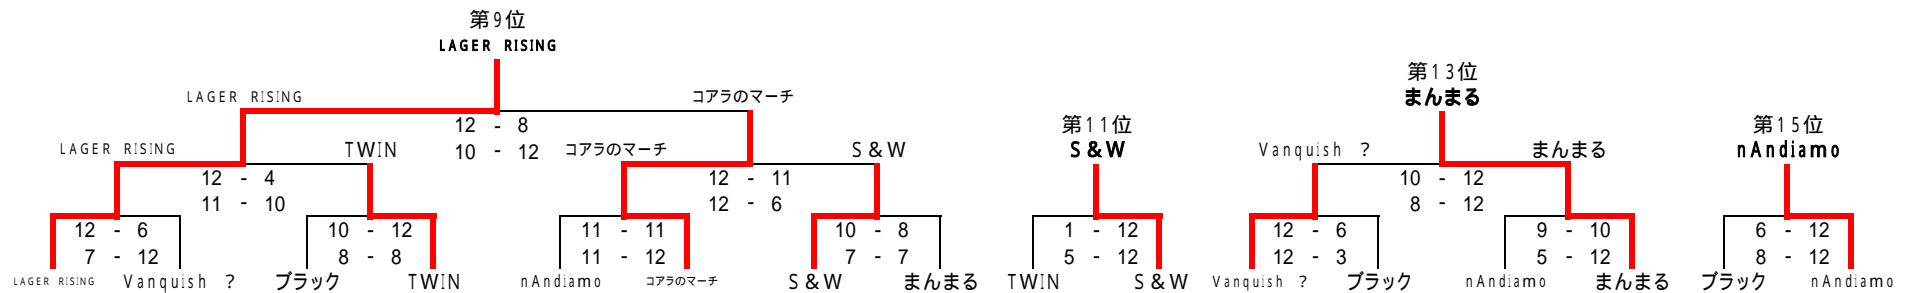 第9位
LAGER RISING
第13位
まんまる
LAGER RISING コアラのマーチ
12 - 8
10 - 12
第11位
S&W
第15位
nAndiamo
LAGER RISING TWIN コアラのマーチ S&W Vanquish ? まんまる
12 - 4 12 - 11 10 - 12
11 - 10 12 - 6 8 - 12
12 - 6 10 - 12 11 - 11 10 - 8 1 - 12 12 - 6 9 - 10 6 - 12
7 - 12 8 - 8 11 - 12 7 - 7 5 - 12 12 - 3 5 - 12 8 - 12
LAGER RISING Vanquish ? ブラック TWIN nAndiamo コアラのマーチ S&W まんまる TWIN S&W Vanquish ? ブラック nAndiamo まんまる ブラック nAndiamo